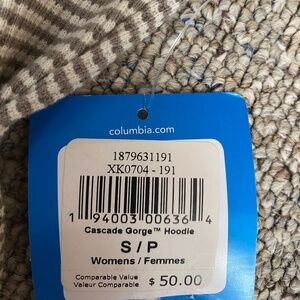 columbia.com
1879631191
XK0704 - 191
1 94003 00636 4
Cascade Gorge™ Hoodie
S / P
Womens / Femmes
Comparable Value
Valeur Comparable $ 50.00